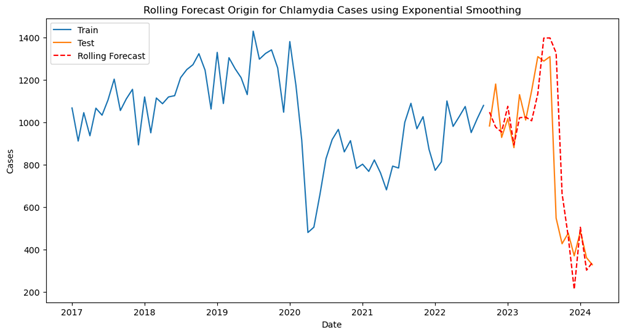 Rolling Forecast Origin for Chlamydia Cases using Exponential Smoothing
Train
Test
Rolling Forecast
1400
1200
1000
800
600
400
200
Cases
2017 2018 2019 2020 2021 2022 2023 2024
Date